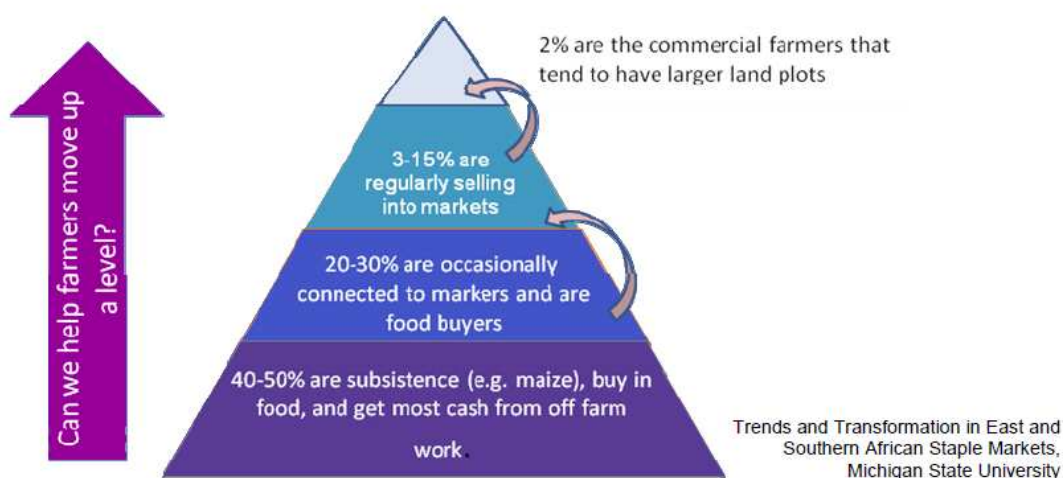 2% are the commercial farmers that
tend to have larger land plots
Can we help farmers move up
a level?
3-15% are
regularly selling
into markets
20-30% are occasionally
connected to markers and are
food buyers
40-50% are subsistence (e.g. maize), buy in
food, and get most cash from off farm
work.
Trends and Transformation in East and
Southern African Staple Markets,
Michigan State University